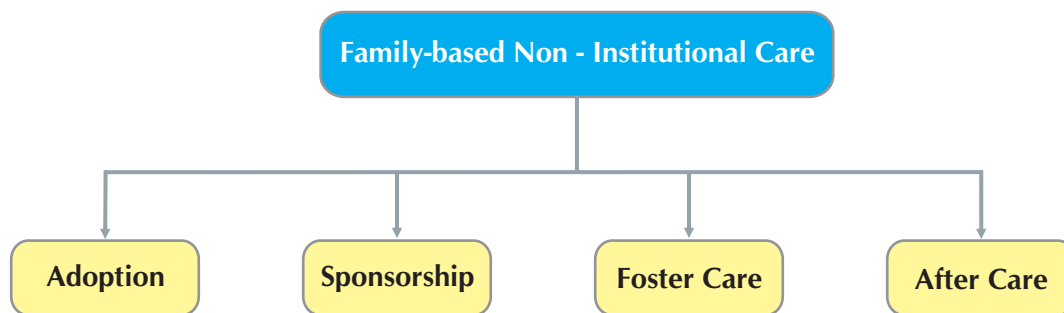 Family-based Non - Institutional Care
Adoption
Sponsorship
Foster Care
After Care